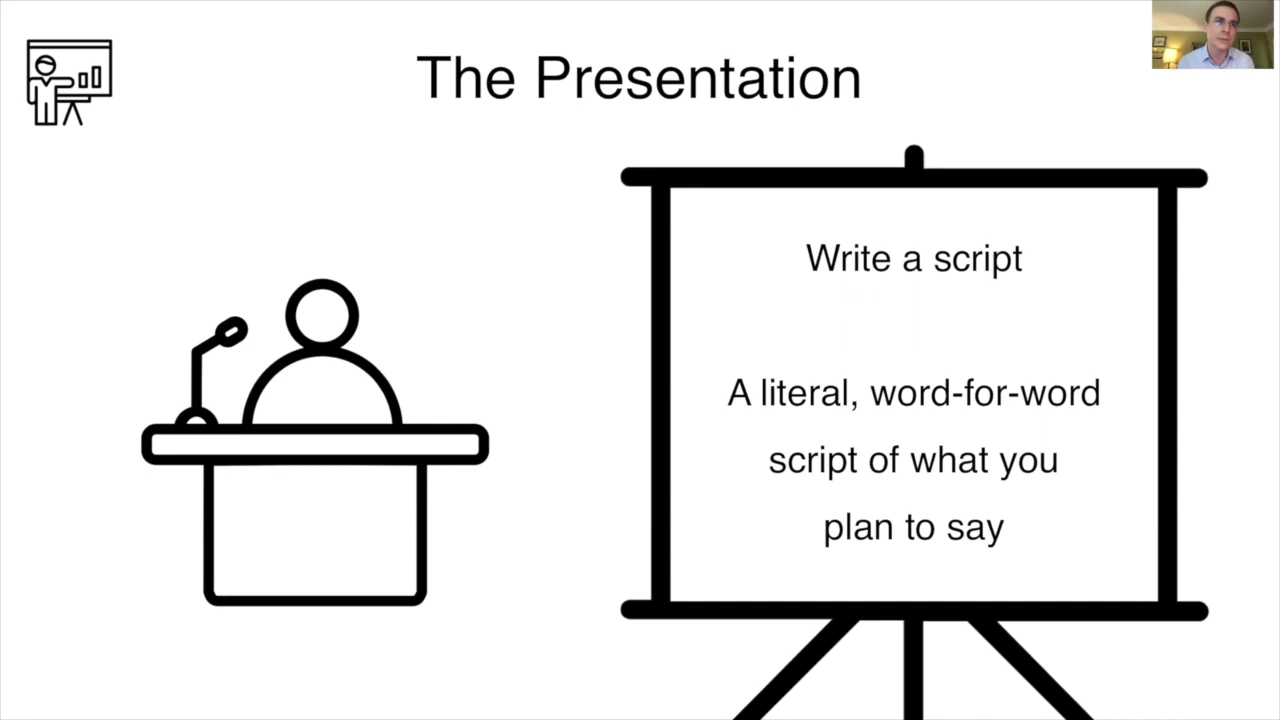 The Presentation
Write a script
A literal, word-for-word
script of what you
plan to say